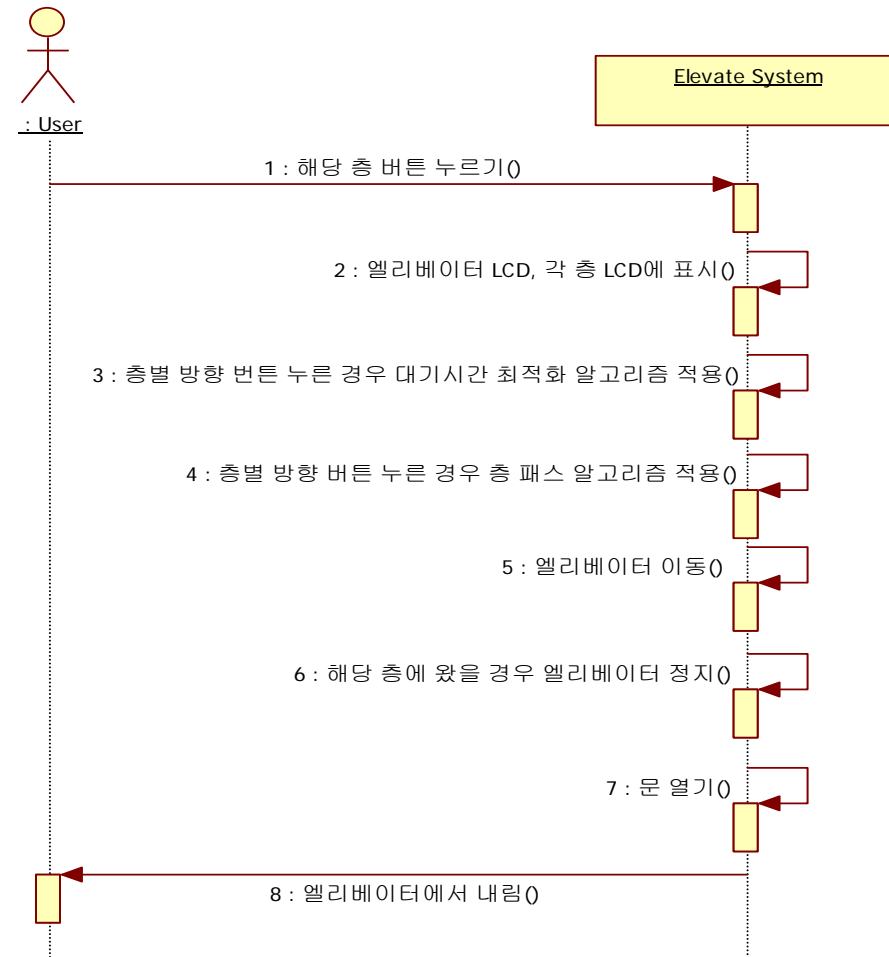 : User
Elevate System
1 : 해당 층 버튼 누르기()
2 : 엘리베이터 LCD, 각 층 LCD에 표시()
3 : 층별 방향 번튼 누른 경우 대기시간 최적화 알고리즘 적용()
4 : 층별 방향 버튼 누른 경우 층 패스 알고리즘 적용()
5 : 엘리베이터 이동()
6 : 해당 층에 왔을 경우 엘리베이터 정지()
7 : 문 열기()
8 : 엘리베이터에서 내림()